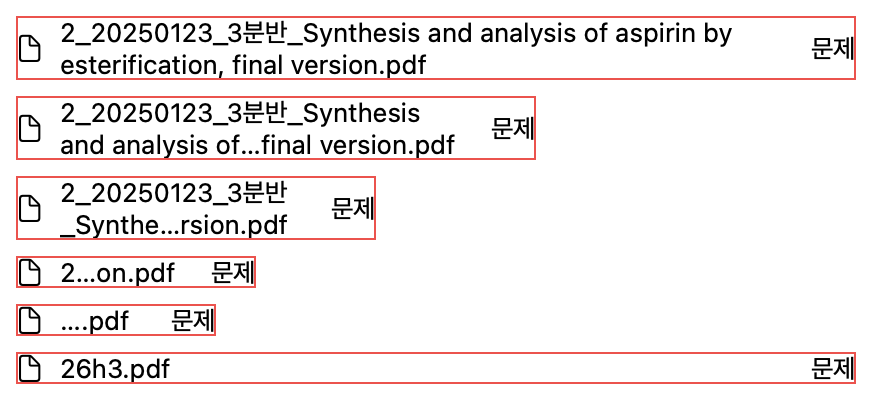 2_20250123_3분반_Synthesis and analysis of aspirin by
esterification, final version.pdf
문제
2_20250123_3분반_Synthesis
and analysis of...final version.pdf
문제
2_20250123_3분반
_Synthe...rsion.pdf
문제
2...on.pdf 문제
....pdf 문제
26h3.pdf 문제